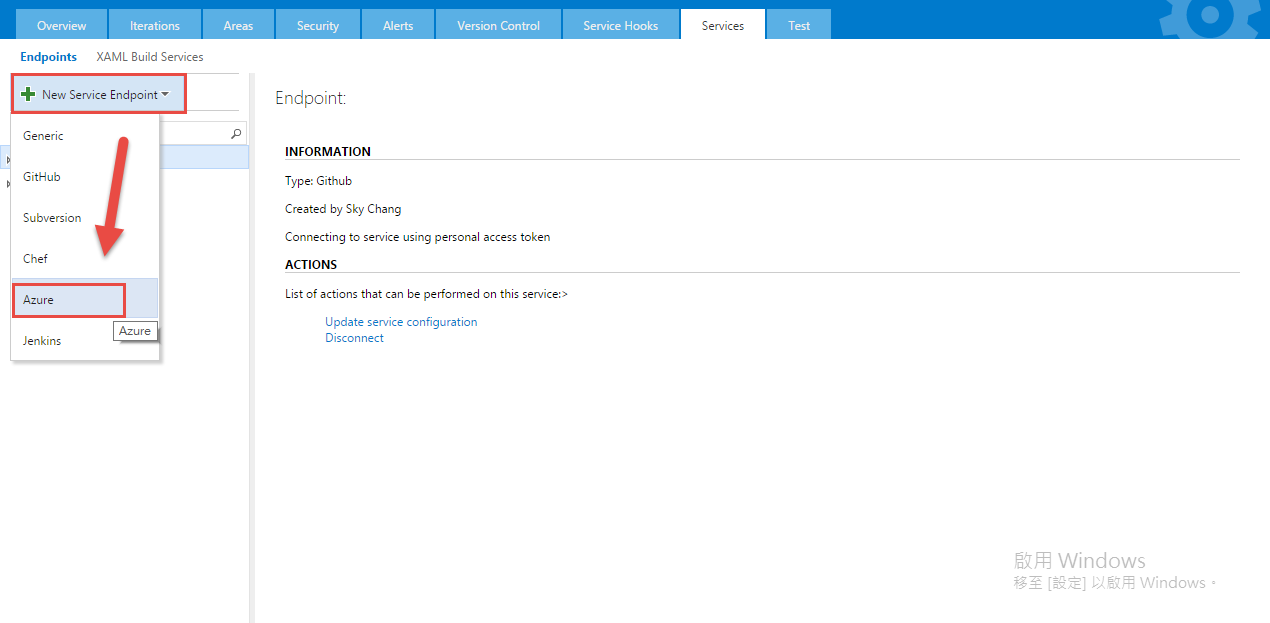 Overview Iterations Areas Security Alerts Version Control Service Hooks Services Test
Endpoints XAML Build Services
New Service Endpoint
Generic
GitHub
Subversion
Chef
Azure
Azure
Jenkins
Endpoint:
INFORMATION
Type: Github
Created by Sky Chang
Connecting to service using personal access token
ACTIONS
List of actions that can be performed on this service:>
Update service configuration
Disconnect
啟用 Windows
移至 [設定] 以啟用 Windows。